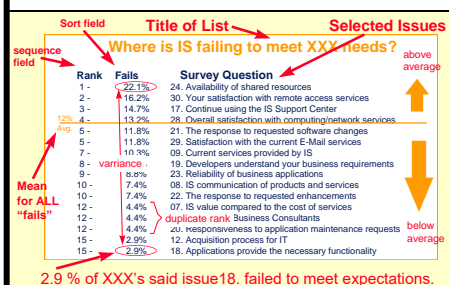 Sort field
Title of List
Selected Issues
Where is IS failing to meet XXX needs?
sequence
field
above
average
Rank Fails Survey Question
1 - 22.1% 24. Availability of shared resources
2 - 16.2% 30. Your satisfaction with remote access services
3 - 14.7% 17. Continue using the IS Support Center
4 - 13.2% 28. Overall satisfaction with computing/network services
12%
Avg.
5 - 11.8% 21. The response to requested software changes
5 - 11.8% 29. Satisfaction with the current E-Mail services
7 - 10.3% 09. Current services provided by IS
8 - varriance 19. Developers understand your business requirements
9 - 8.8% 23. Reliability of business applications
10 - 7.4% 08. IS communication of products and services
10 - 7.4% 22. The response to requested enhancements
12 - 4.4% 07. IS value compared to the cost of services
12 - 4.4% duplicate rank Business Consultants
12 - 4.4% 20. Responsiveness to application maintenance requests
15 - 2.9% 12. Acquisition process for IT
15 - 2.9% 18. Applications provide the necessary functionality
Mean
for ALL
“fails”
below
average
2.9 % of XXX's said issue18. failed to meet expectations.